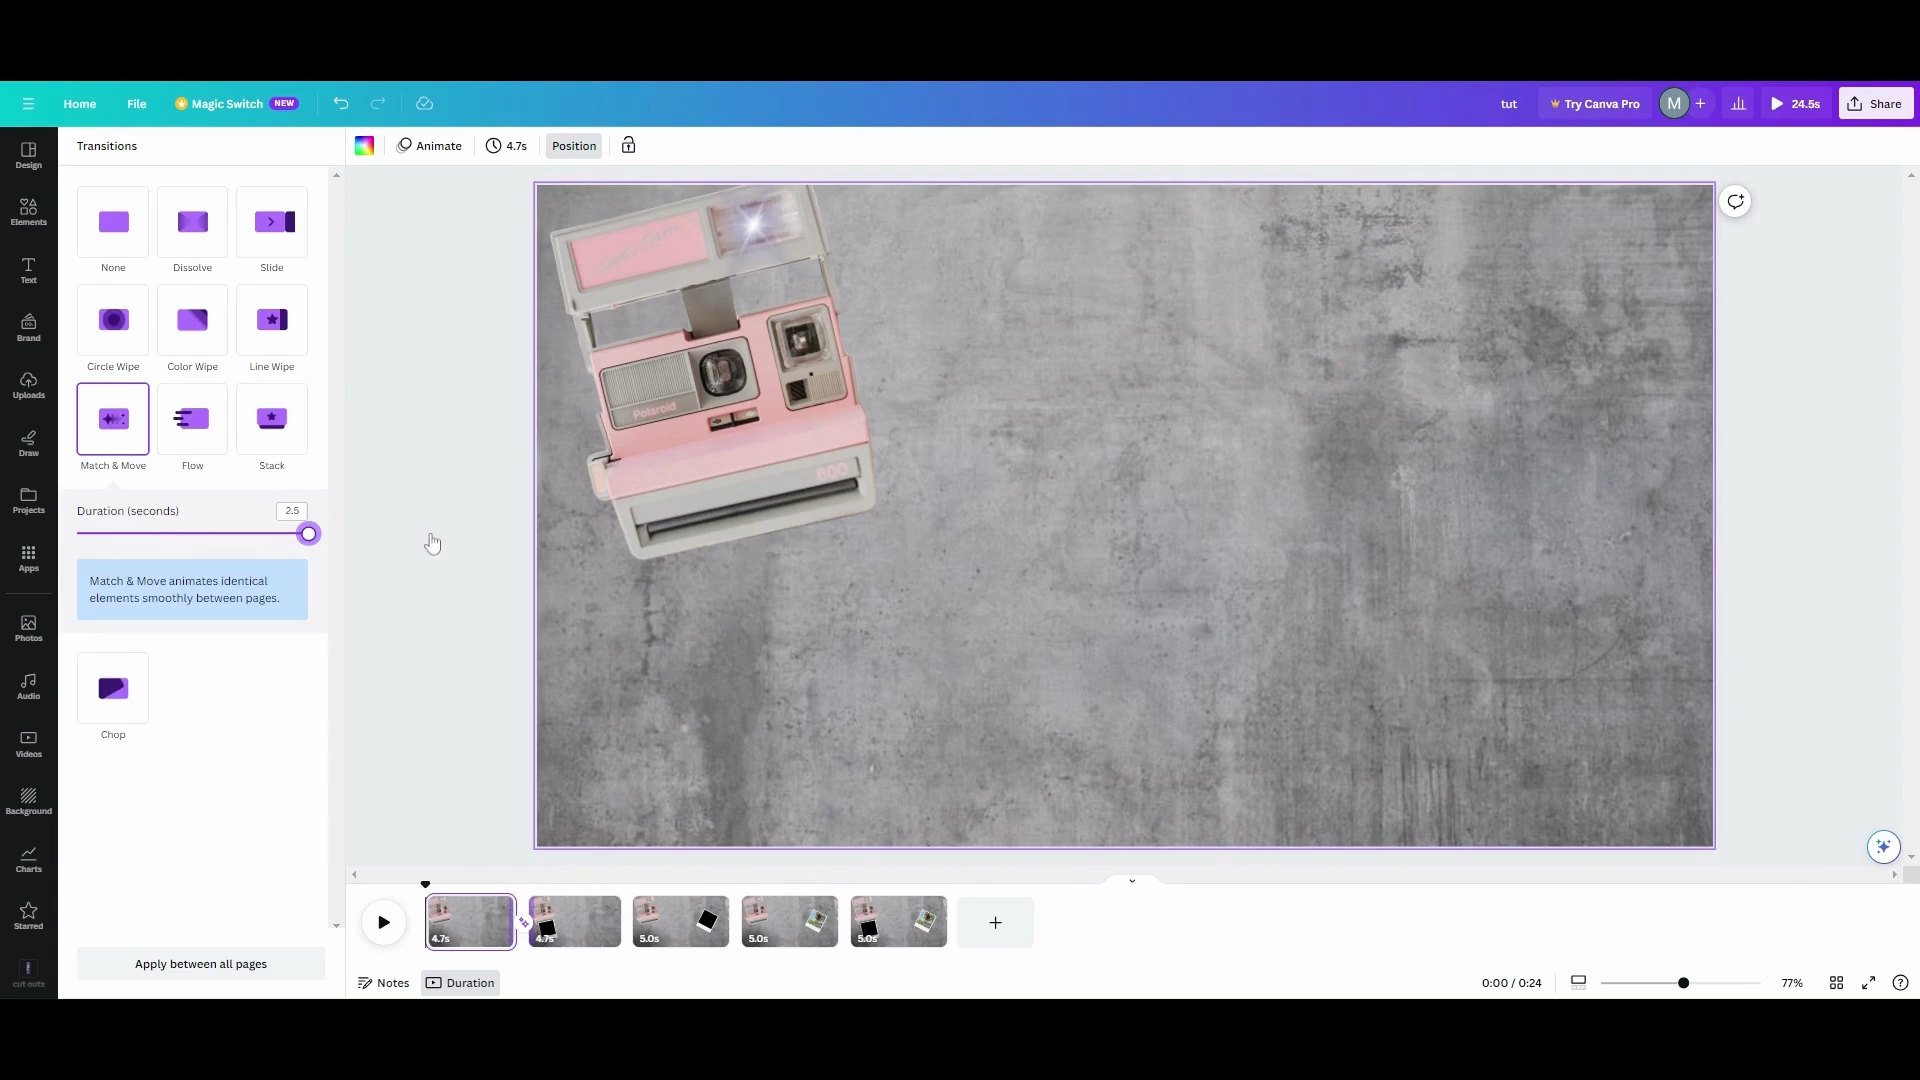 Home
File
Magic Switch NEW
tut
Try Canva Pro
M
24.5s
Share
Design
Elements
Text
Brand
Uploads
Draw
Projects
Apps
Photos
Audio
Videos
Background
Charts
Starred
cut outs
Transitions
None
Dissolve
Slide
Circle Wipe
Color Wipe
Line Wipe
Match & Move
Flow
Stack
Duration (seconds)
2.5
Match & Move animates identical
elements smoothly between pages.
Chop
Apply between all pages
Animate
4.7s
Position
Polaroid
600
4.7s
4.7s
5.0s
5.0s
5.0s
Notes
Duration
0:00 / 0:24
77%